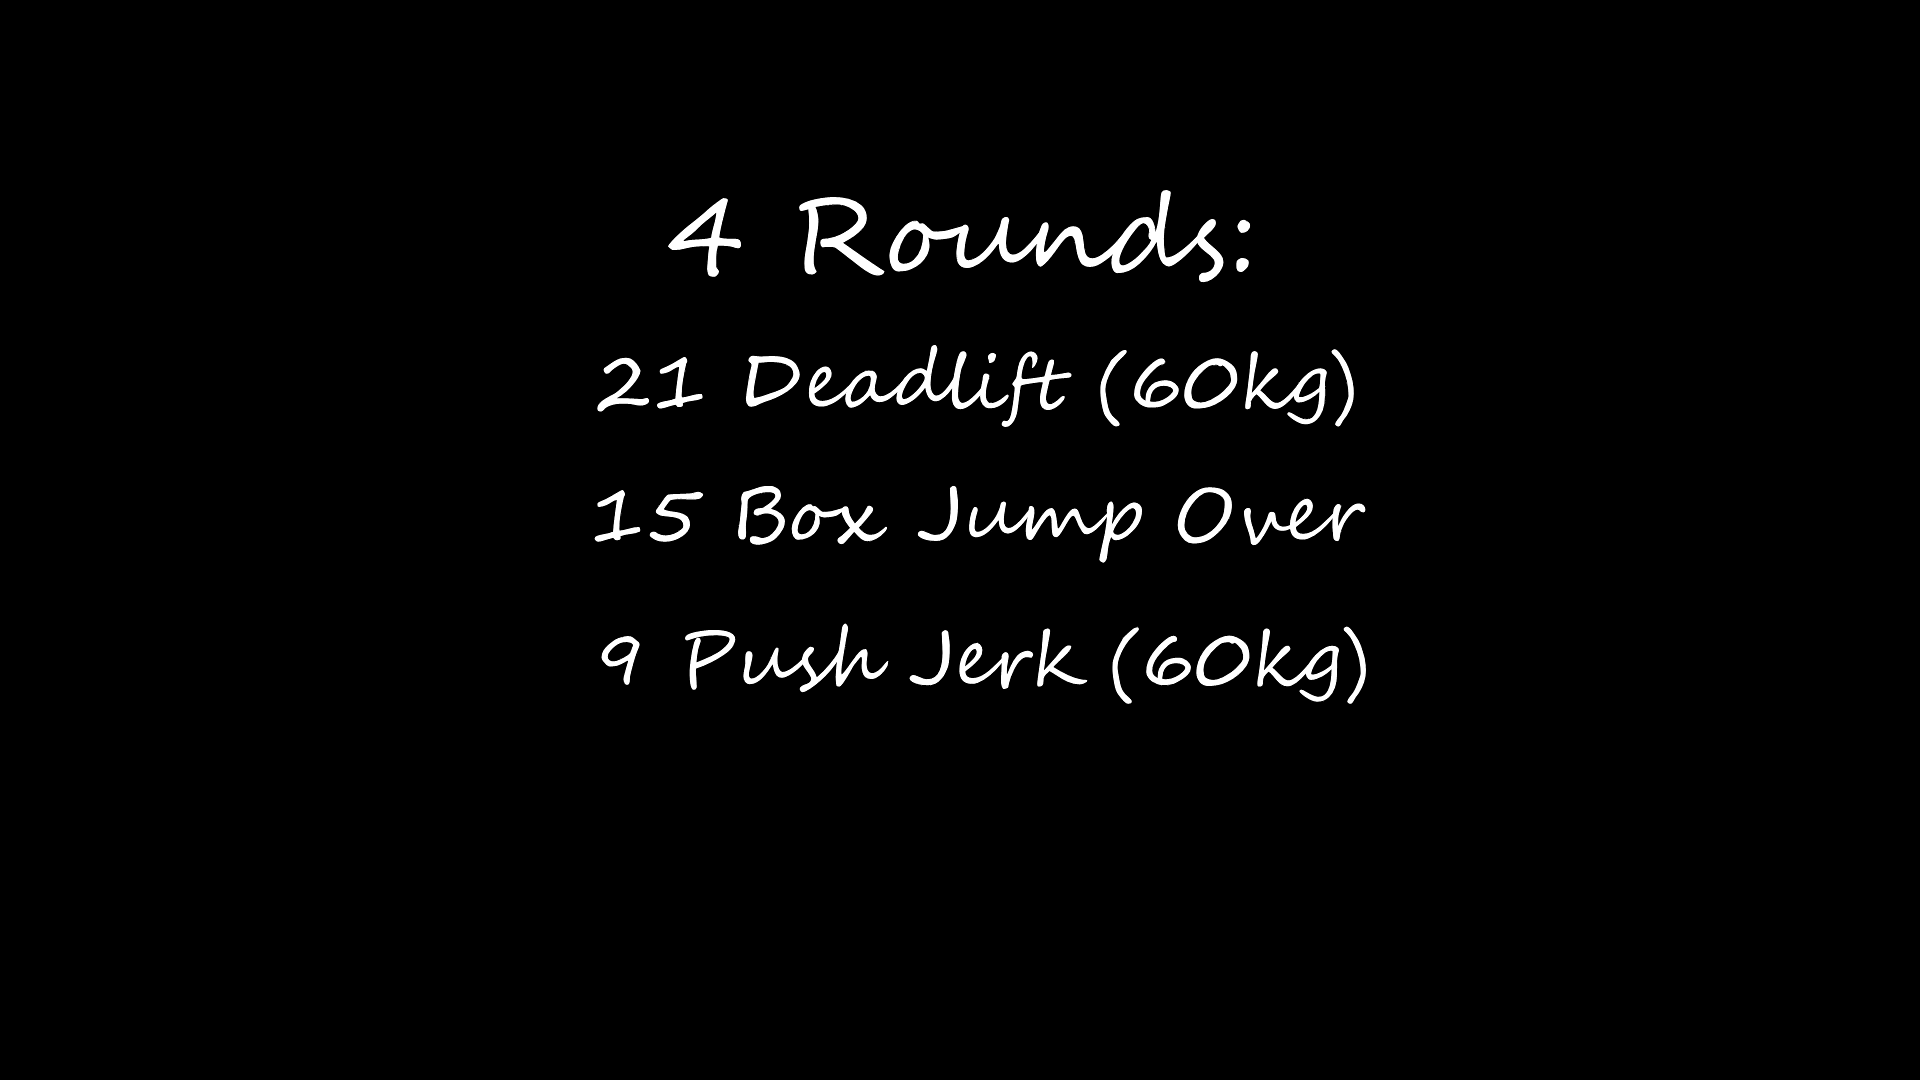 4 Rounds:
21 Deadlift (60kg)
15 Box Jump Over
9 Push Jerk (60kg)